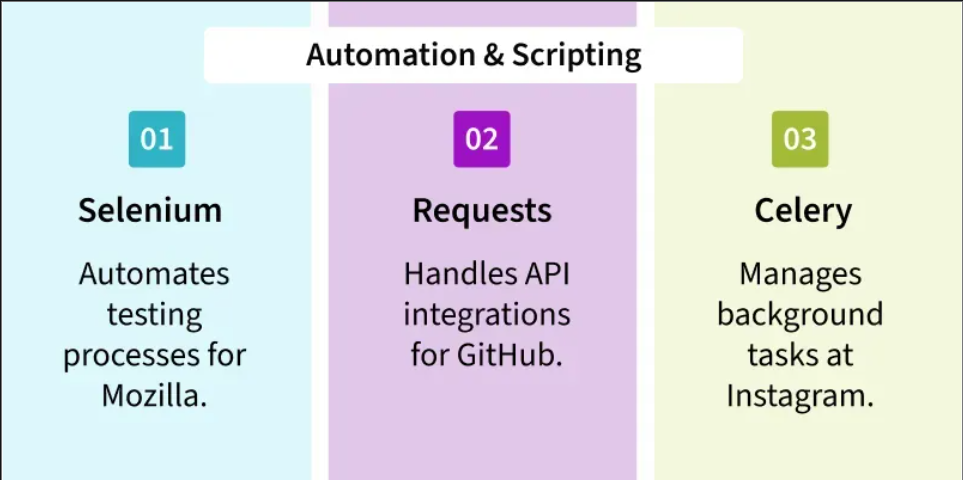 Automation & Scripting
01
Selenium
Automates
testing
processes for
Mozilla.
02
Requests
Handles API
integrations
for GitHub.
03
Celery
Manages
background
tasks at
Instagram.